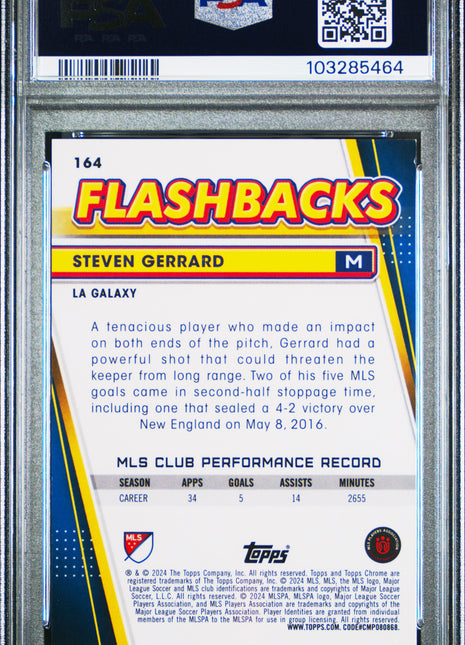 PSA
103285464
164
FLASHBACKS
STEVEN GERRARD M
LA GALAXY
A tenacious player who made an impact
on both ends of the pitch, Gerrard had a
powerful shot that could threaten the
keeper from long range. Two of his five MLS
goals came in second-half stoppage time,
including one that sealed a 4-2 victory over
New England on May 8, 2016.
MLS CLUB PERFORMANCE RECORD
SEASON APPS GOALS ASSISTS MINUTES
CAREER 34 5 14 2655
MLS topps MLS PLAYERS ASSOCIATION
® & © 2024 The Topps Company, Inc. All rights reserved. Topps and Topps Chrome are
registered trademarks of The Topps Company, Inc. © 2024 MLS. MLS, the MLS logo, Major
League Soccer and MLS club identifications are trademarks and copyrights of Major League
Soccer, L.L.C. All rights reserved. © 2024 MLSPA. MLSPA logo, Major League Soccer
Players Association, and MLS Players Association are trademarks and copyrights of the
Major League Soccer Players Association. Player Identities are granted from individual
members of the MLSPA to the MLSPA for use in group licensing. All rights reserved.
WWW.TOPPS.COM. CODE#CMP080868.